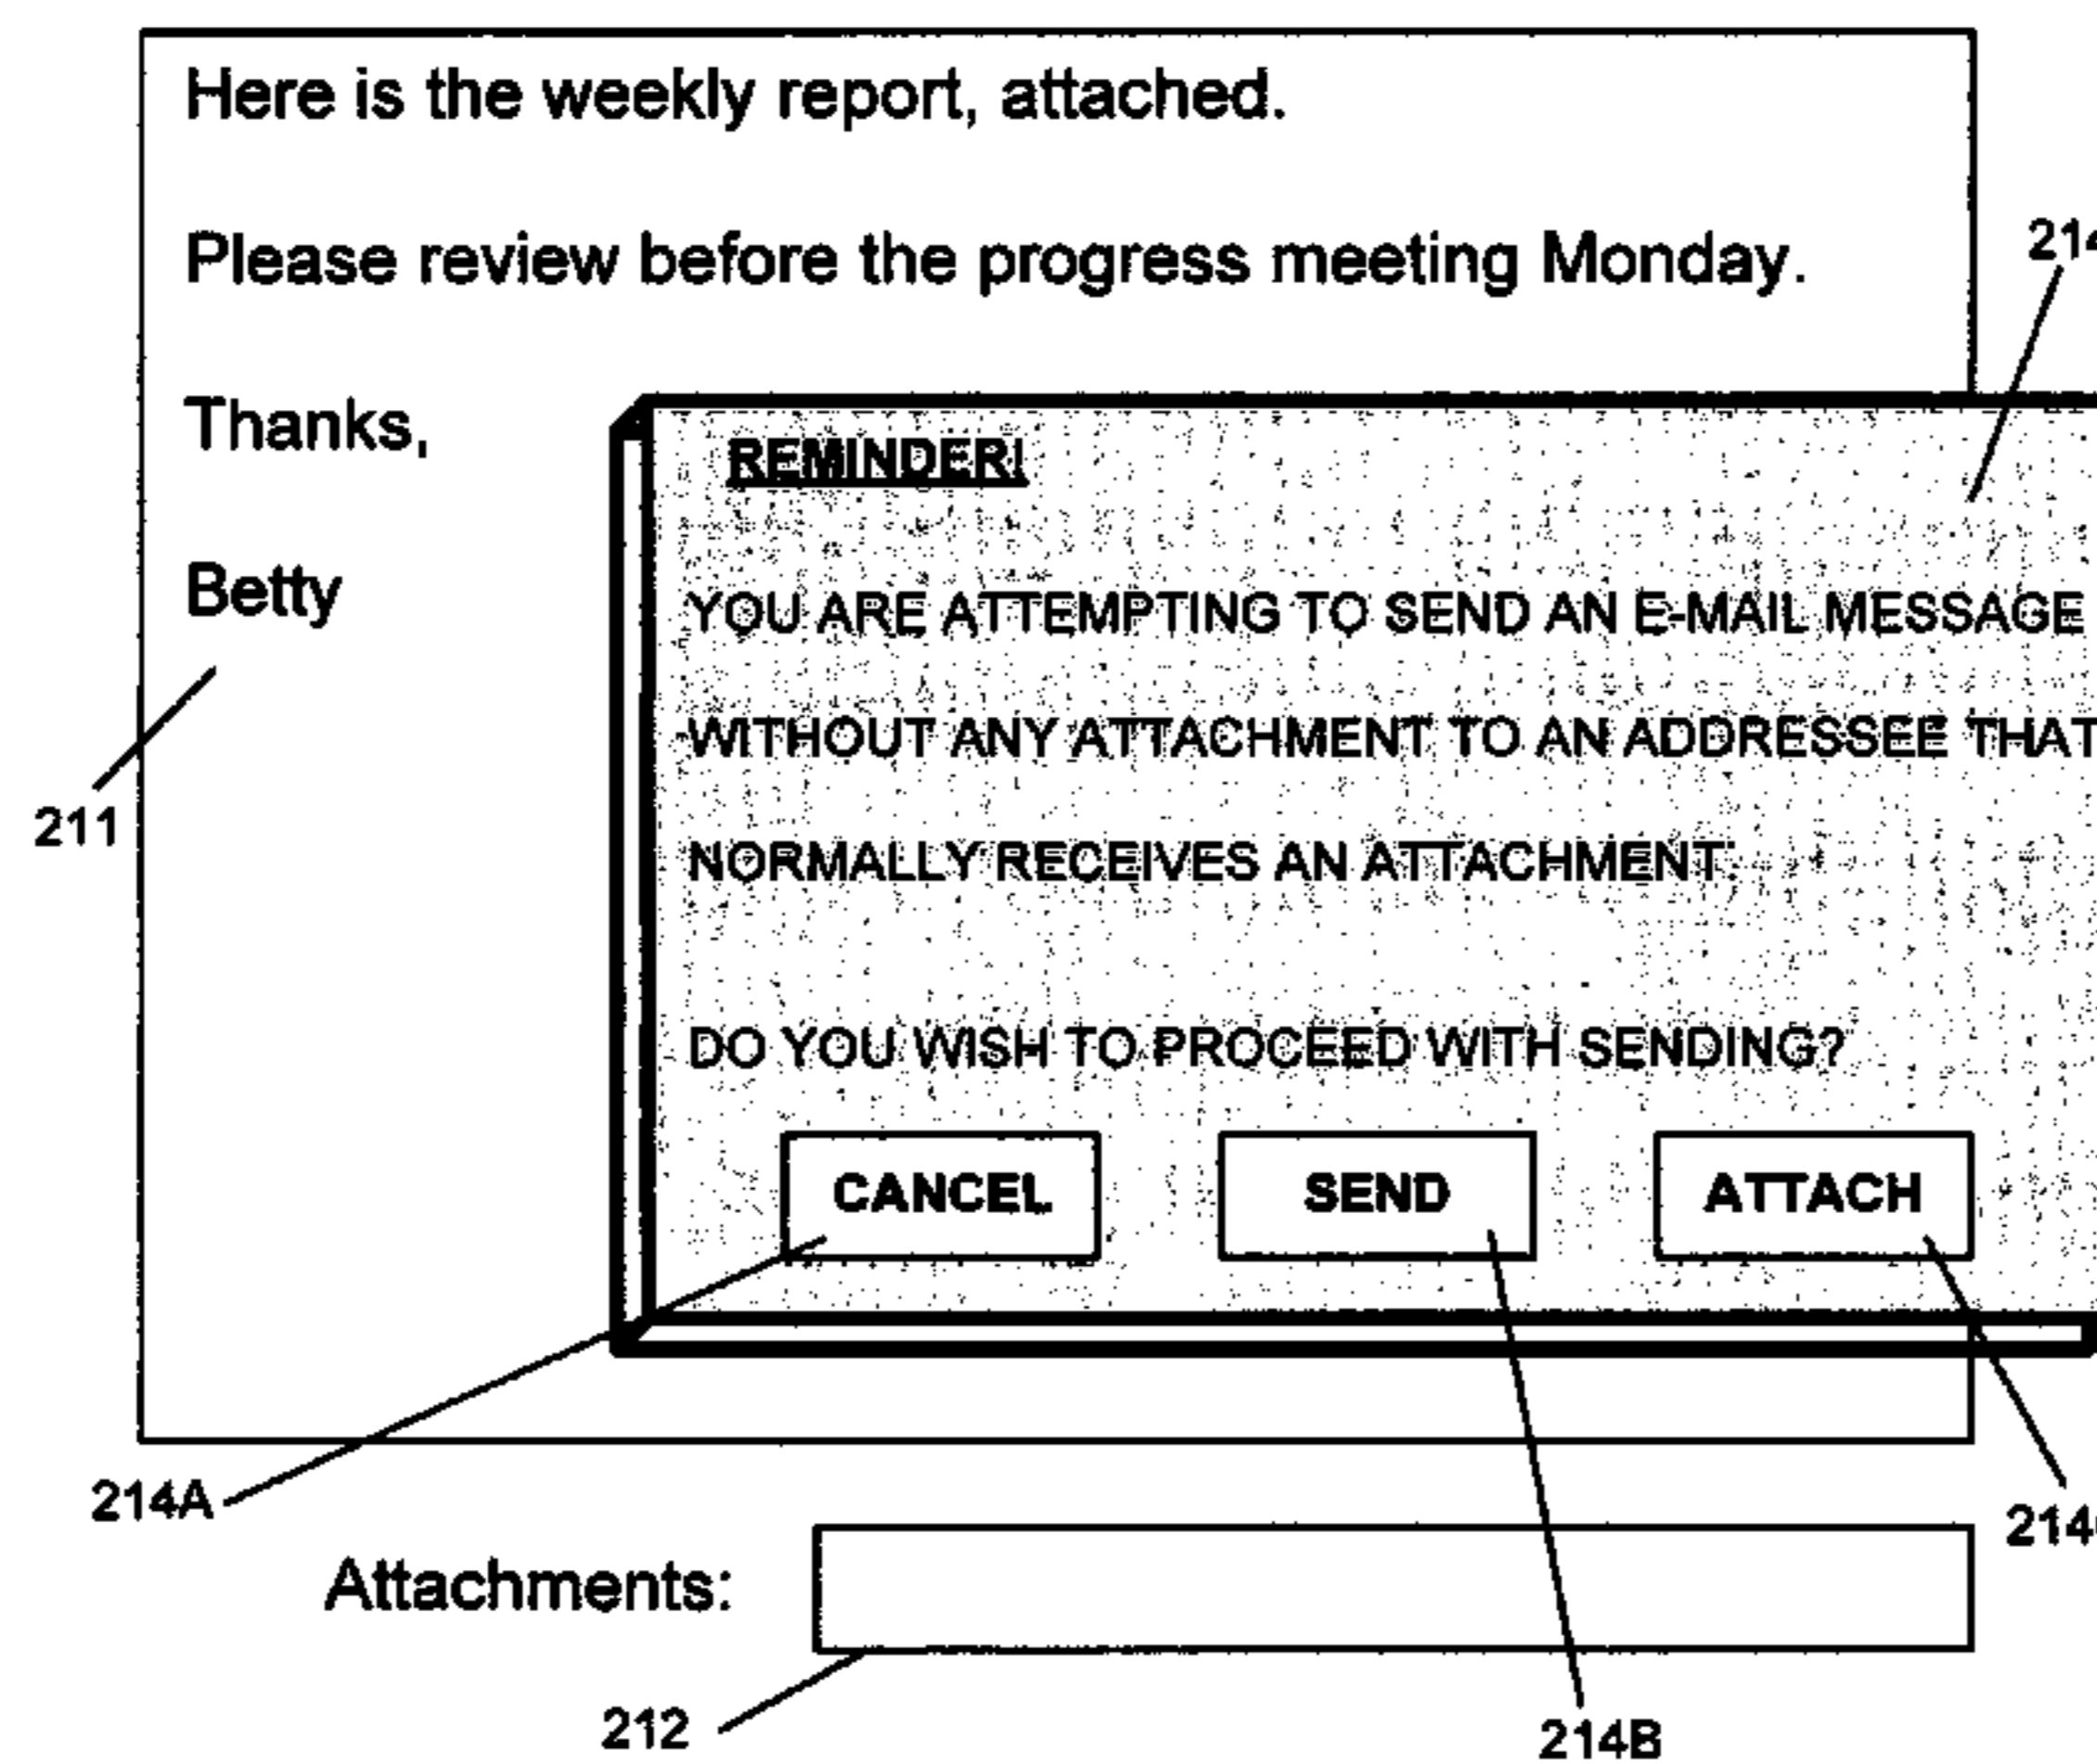 Here is the weekly report, attached.
Please review before the progress meeting Monday.
214
Thanks,
REMINDER!
Betty
YOU ARE ATTEMPTING TO SEND AN E-MAIL MESSAGE
WITHOUT ANY ATTACHMENT TO AN ADDRESSEE THAT
211
NORMALLY RECEIVES AN ATTACHMENT.
DO YOU WISH TO PROCEED WITH SENDING?
CANCEL SEND ATTACH
214A
Attachments:
212
214B